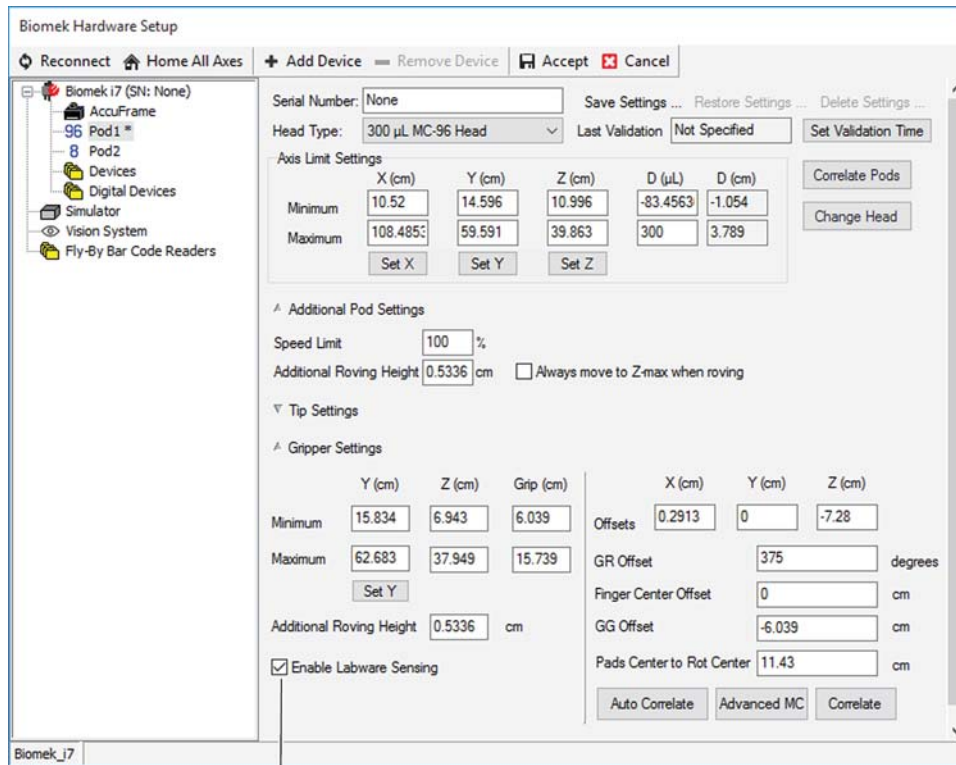 Biomek Hardware Setup
Reconnect Home All Axes Add Device Remove Device Accept Cancel
Biomek i7 (SN: None)
AccuFrame
96 Pod1 *
8 Pod2
Devices
Digital Devices
Simulator
Vision System
Fly-By Bar Code Readers
Serial Number: None Save Settings ... Restore Settings ... Delete Settings ...
Head Type: 300 µL MC-96 Head Last Validation Not Specified Set Validation Time
Axis Limit Settings
X (cm) Y (cm) Z (cm) D (µL) D (cm)
Minimum 10.52 14.596 10.996 -83.4563 -1.054
Maximum 108.4853 59.591 39.863 300 3.789
Set X Set Y Set Z
Correlate Pods
Change Head
Additional Pod Settings
Speed Limit 100 %
Additional Roving Height 0.5336 cm Always move to Z-max when roving
Tip Settings
Gripper Settings
Y (cm) Z (cm) Grip (cm)
Minimum 15.834 6.943 6.039
Maximum 62.683 37.949 15.739
Set Y
Additional Roving Height 0.5336 cm
Enable Labware Sensing
X (cm) Y (cm) Z (cm)
Offsets 0.2913 0 -7.28
GR Offset 375 degrees
Finger Center Offset 0 cm
GG Offset -6.039 cm
Pads Center to Rot Center 11.43 cm
Auto Correlate Advanced MC Correlate
Biomek_i7